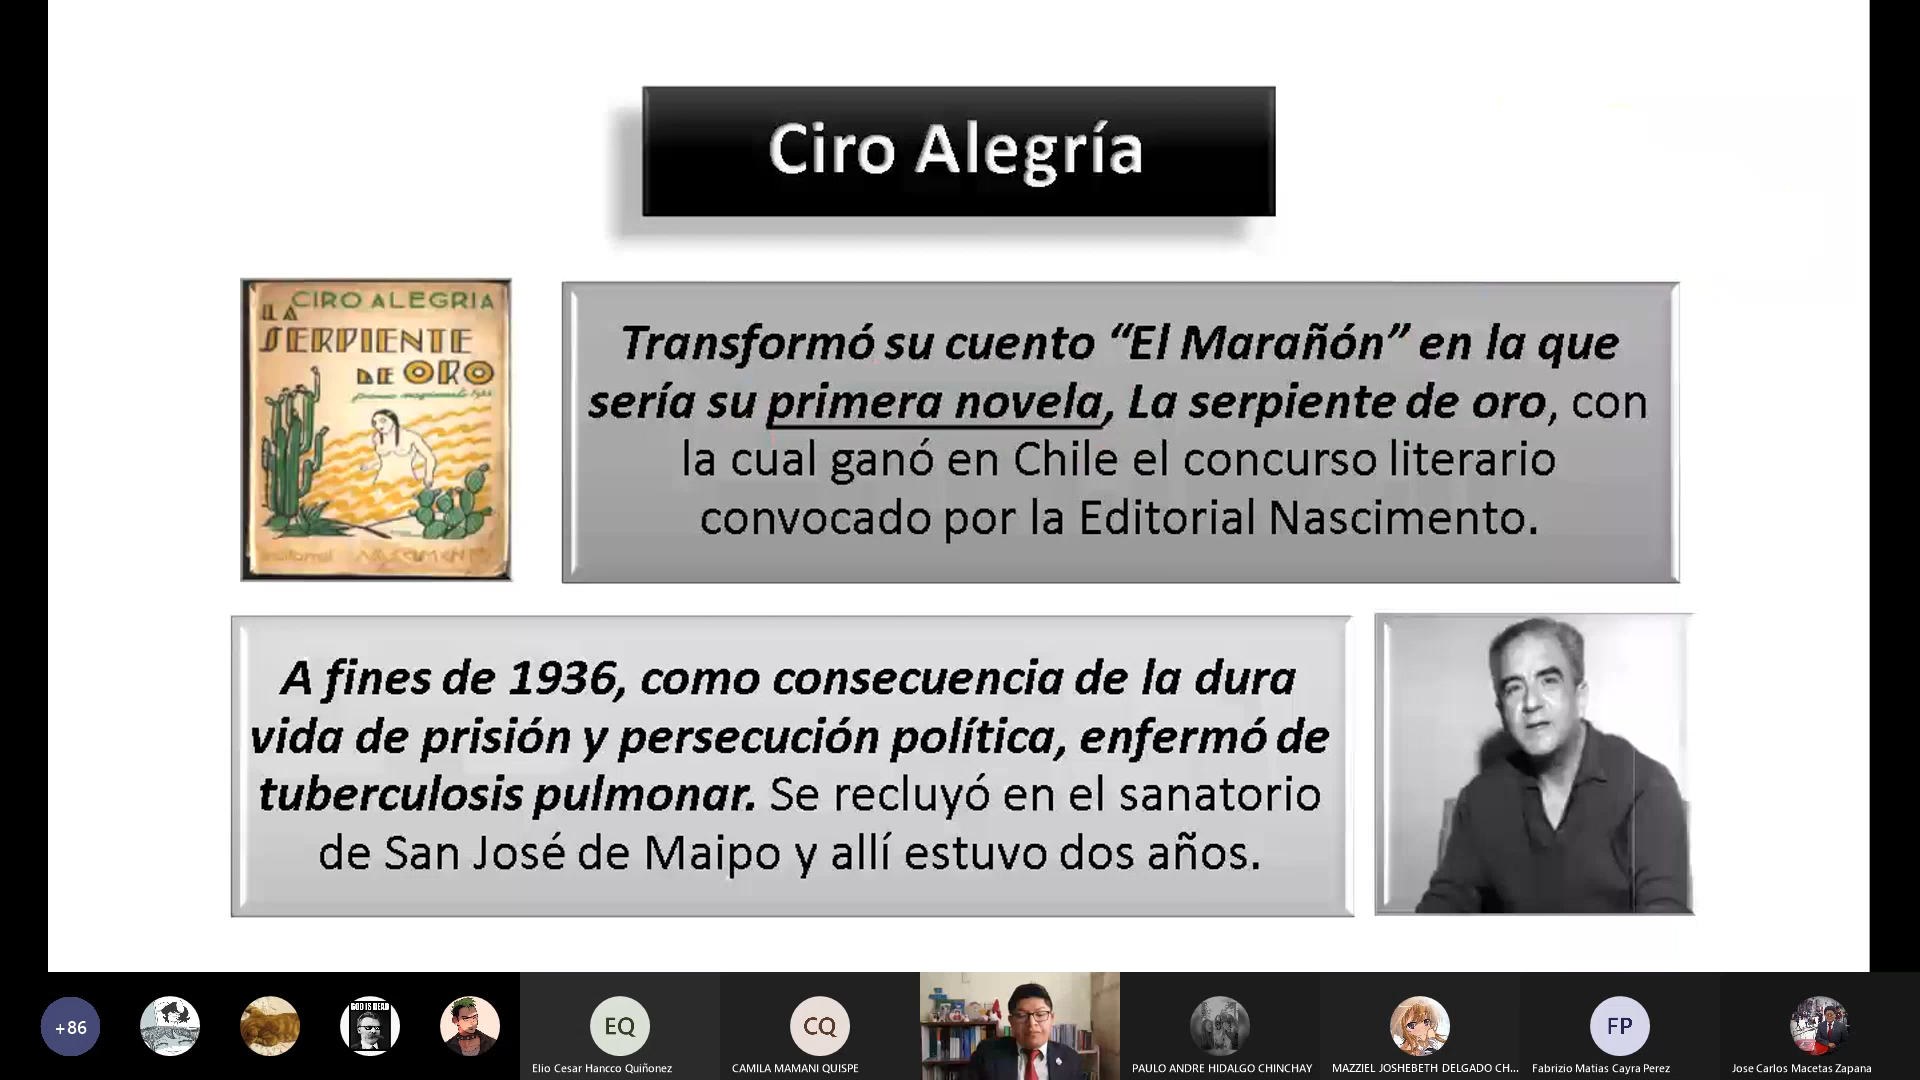 Ciro Alegría
CIRO ALEGRIA
LA
SERPIENTE
DE ORO
Transformó su cuento “El Marañón” en la que
sería su primera novela, La serpiente de oro, con
la cual ganó en Chile el concurso literario
convocado por la Editorial Nascimento.
A fines de 1936, como consecuencia de la dura
vida de prisión y persecución política, enfermó de
tuberculosis pulmonar. Se recluyó en el sanatorio
de San José de Maipo y allí estuvo dos años.
+86
GOD IS DEAD
EQ
Elio Cesar Hancco Quiñonez
CQ
CAMILA MAMANI QUISPE
PAULO ANDRE HIDALGO CHINCHAY
MAZZIEL JOSHEBETH DELGADO CH...
FP
Fabrizio Matias Cayra Perez
Jose Carlos Macetas Zapana